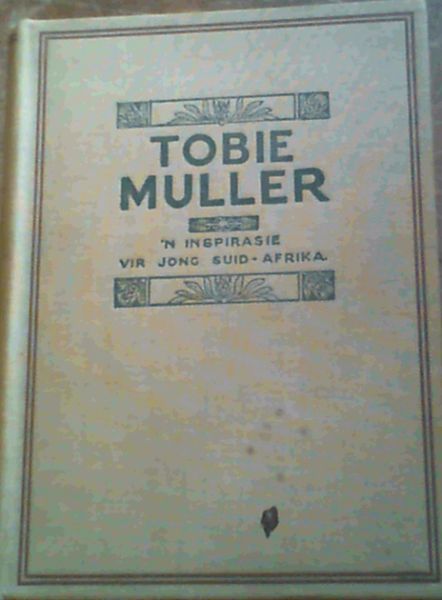 TOBIE
MULLER
'N INSPIRASIE
VIR JONG SUID-AFRIKA.